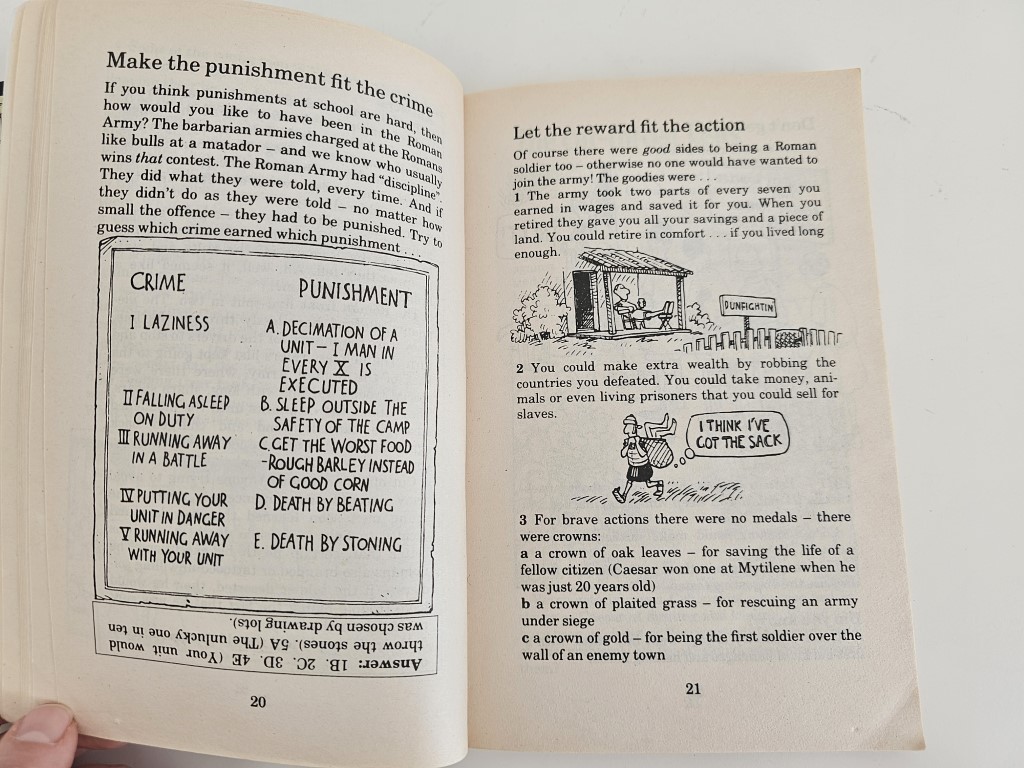 Make the punishment fit the crime
If you think punishments at school are hard, then
how would you like to have been in the Roman
Army? The barbarian armies charged at the Romans
like bulls at a matador – and we know who usually
wins that contest. The Roman Army had "discipline".
They did what they were told, every time. And if
they didn't do as they were told – no matter how
small the offence – they had to be punished. Try to
guess which crime earned which punishment . . .
CRIME
PUNISHMENT
I LAZINESS
A. DECIMATION OF A
UNIT – 1 MAN IN
EVERY X IS
EXECUTED
II FALLING ASLEEP
ON DUTY
B. SLEEP OUTSIDE THE
SAFETY OF THE CAMP
III RUNNING AWAY
IN A BATTLE
C. GET THE WORST FOOD
-ROUGH BARLEY INSTEAD
OF GOOD CORN
IV PUTTING YOUR
UNIT IN DANGER
D. DEATH BY BEATING
V RUNNING AWAY
WITH YOUR UNIT
E. DEATH BY STONING
Answer: 1B. 2C. 3D. 4E (Your unit would
throw the stones). 5A (The unlucky one in ten
was chosen by drawing lots).
20
Let the reward fit the action
Of course there were good sides to being a Roman
soldier too – otherwise no one would have wanted to
join the army! The goodies were . . .
1 The army took two parts of every seven you
earned in wages and saved it for you. When you
retired they gave you all your savings and a piece of
land. You could retire in comfort . . . if you lived long
enough.
DUNFIGHTIN
2 You could make extra wealth by robbing the
countries you defeated. You could take money, ani-
mals or even living prisoners that you could sell for
slaves.
I THINK I'VE
GOT THE SACK
3 For brave actions there were no medals – there
were crowns:
a a crown of oak leaves – for saving the life of a
fellow citizen (Caesar won one at Mytilene when he
was just 20 years old)
b a crown of plaited grass – for rescuing an army
under siege
c a crown of gold – for being the first soldier over the
wall of an enemy town
21